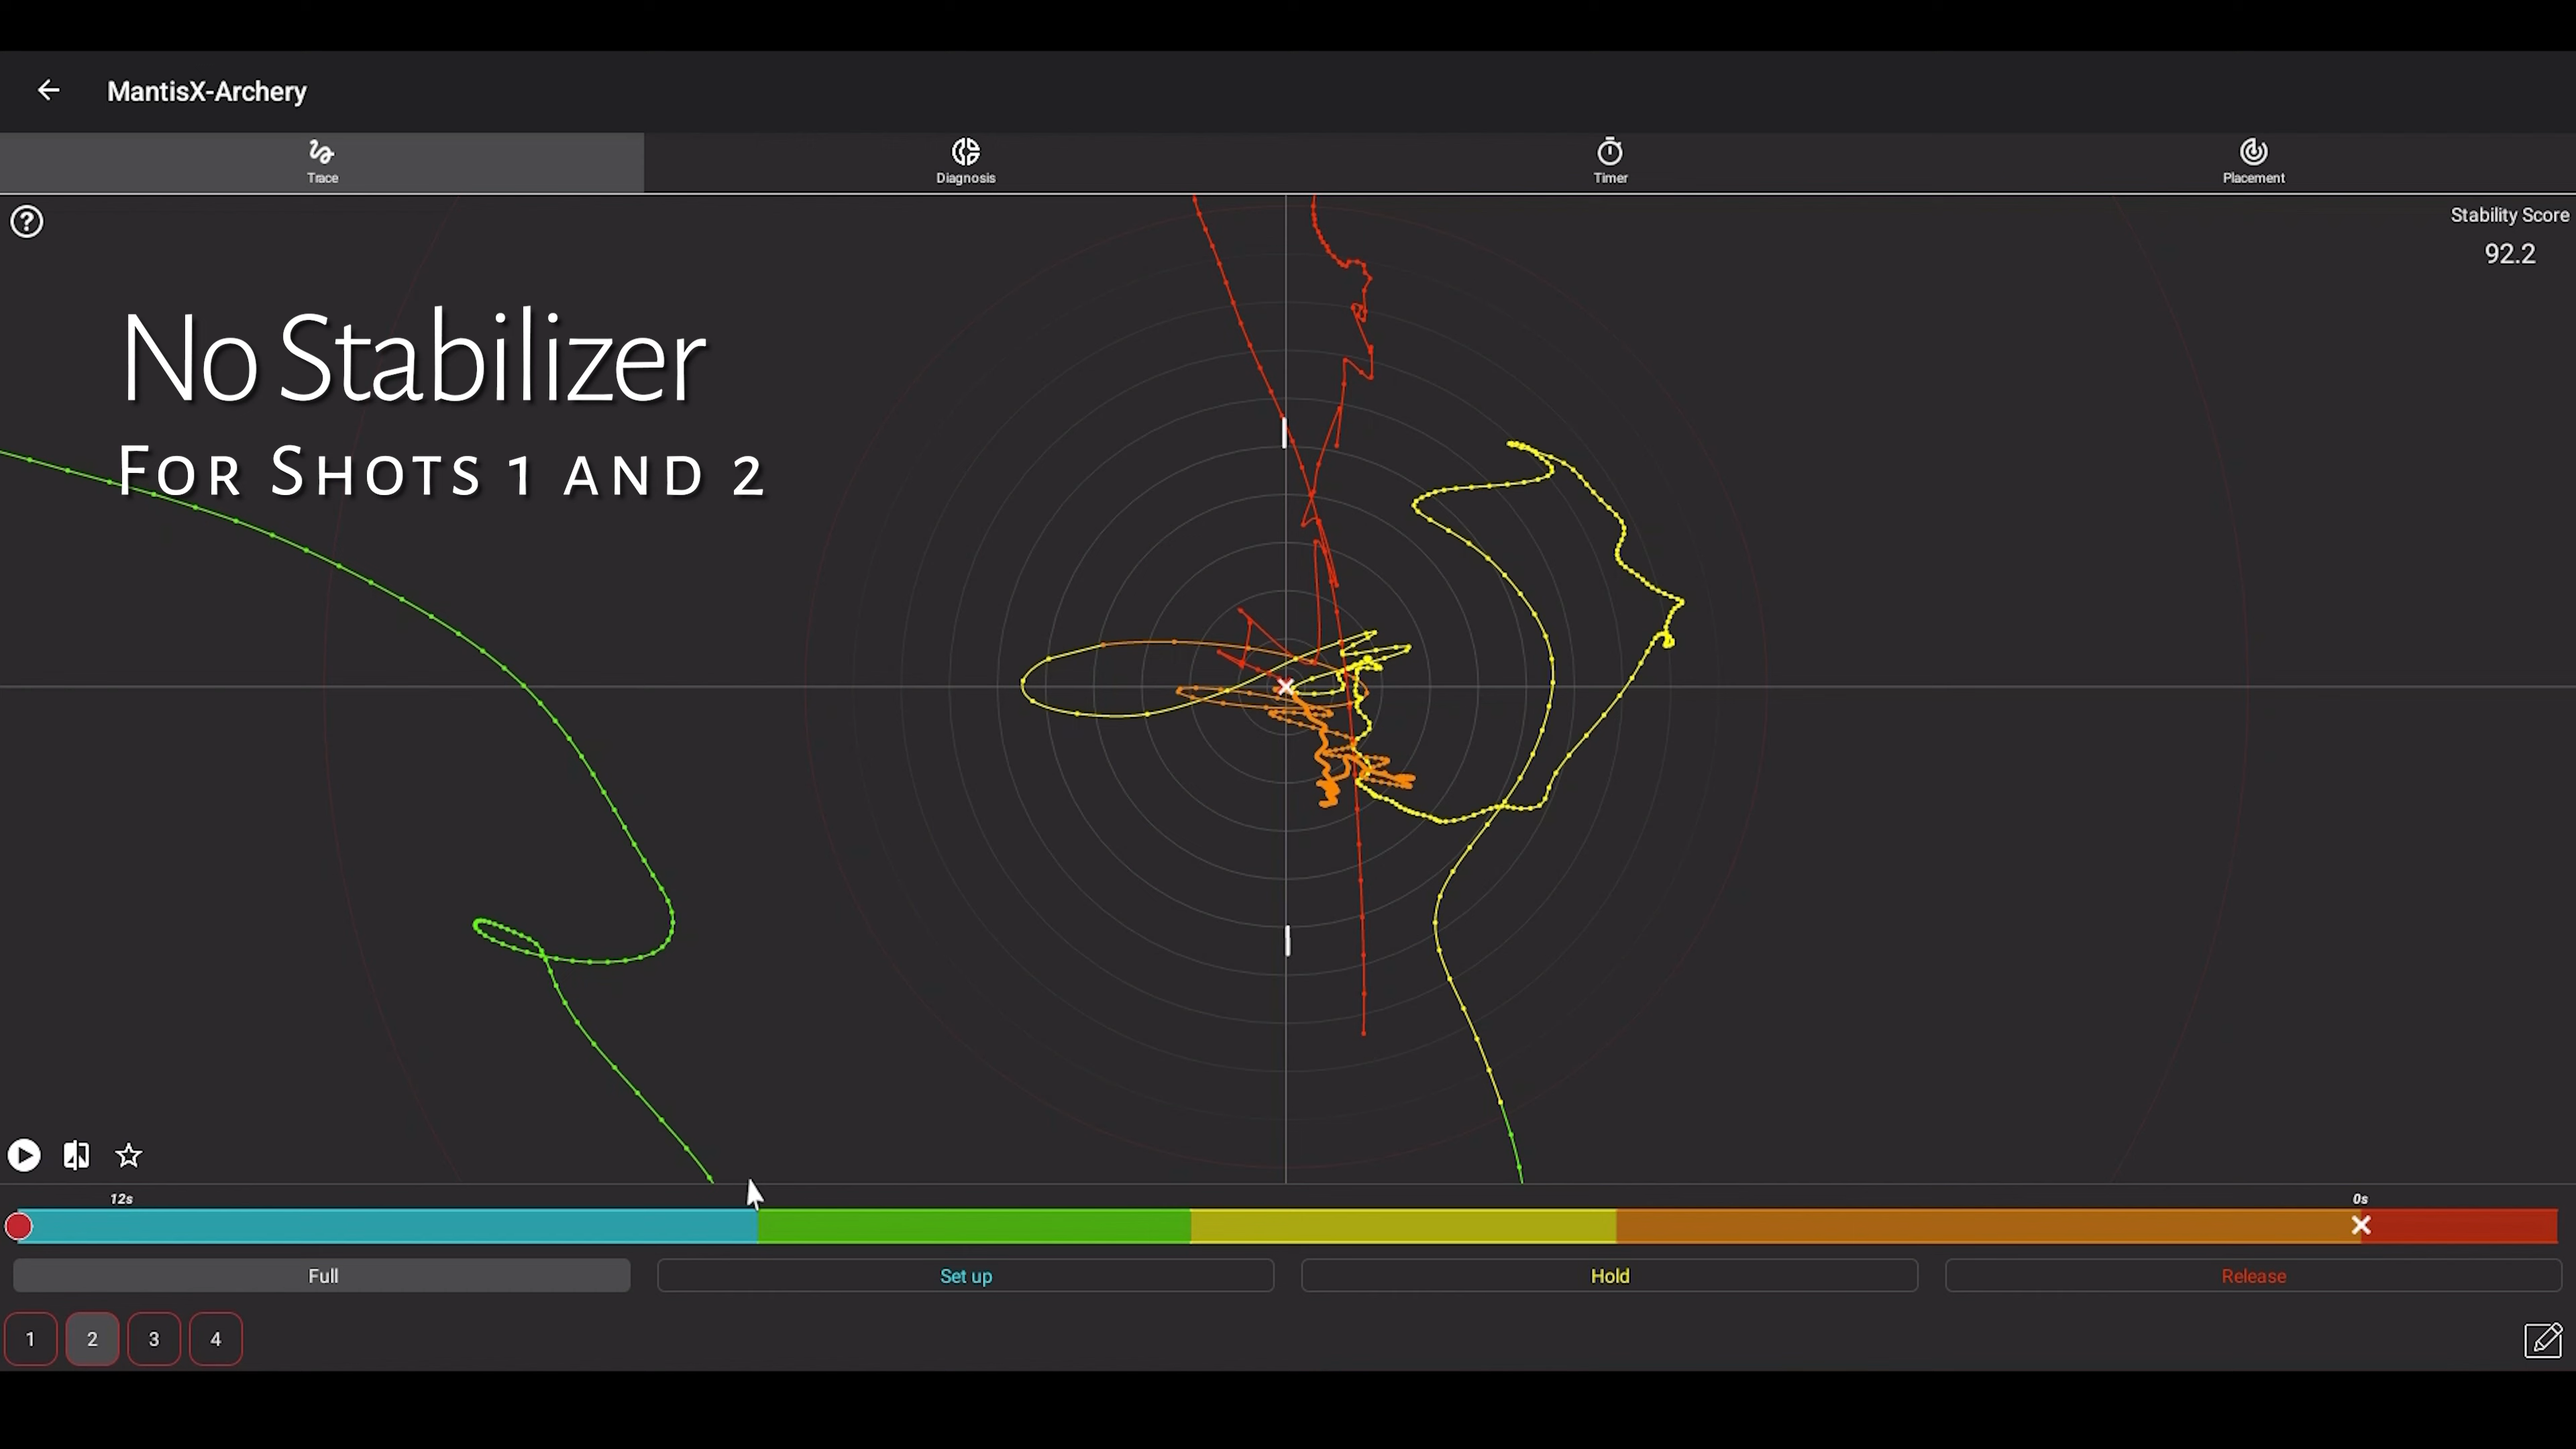 MantisX-Archery
Trace
Diagnosis
Timer
Placement
Stability Score
92.2
No Stabilizer
For Shots 1 and 2
12s
0s
Full
Set up
Hold
Release
1
2
3
4